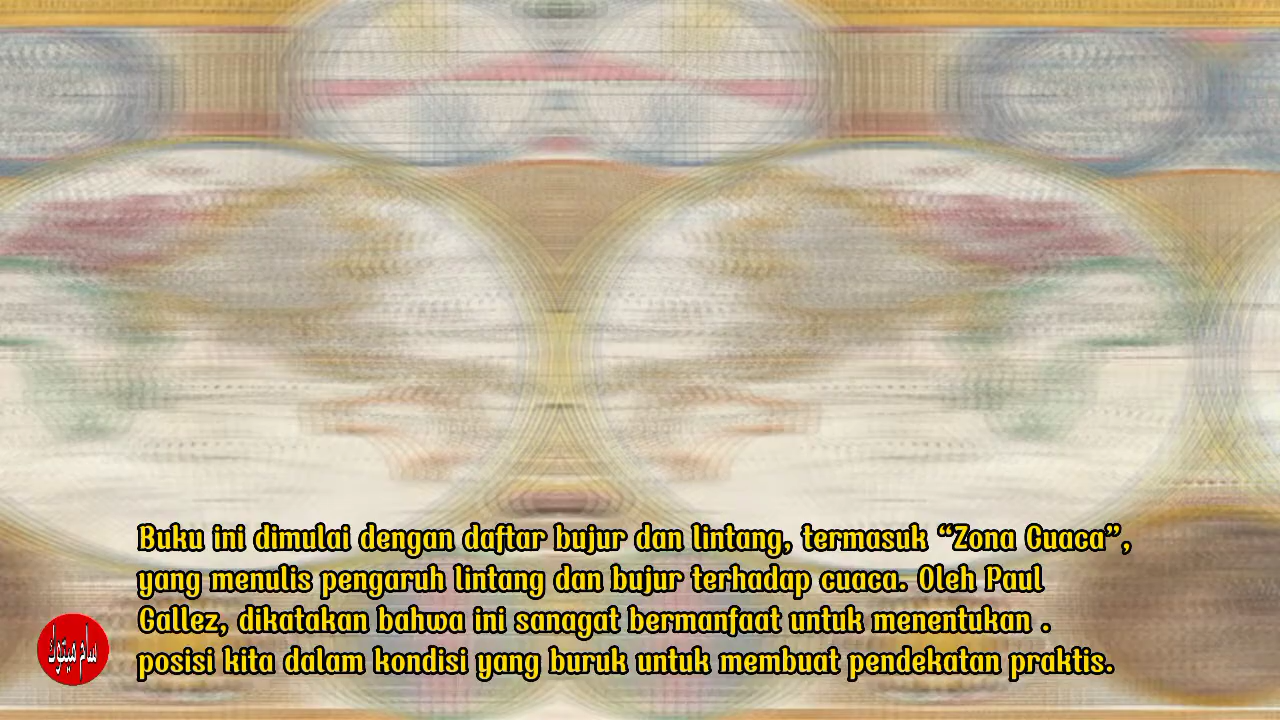 Buku ini dimulai dengan daftar bujur dan lintang, termasuk “Zona Cuaca”,
yang menulis pengaruh lintang dan bujur terhadap cuaca. Oleh Paul
Gallez, dikatakan bahwa ini sanagat bermanfaat untuk menentukan .
posisi kita dalam kondisi yang buruk untuk membuat pendekatan praktis.